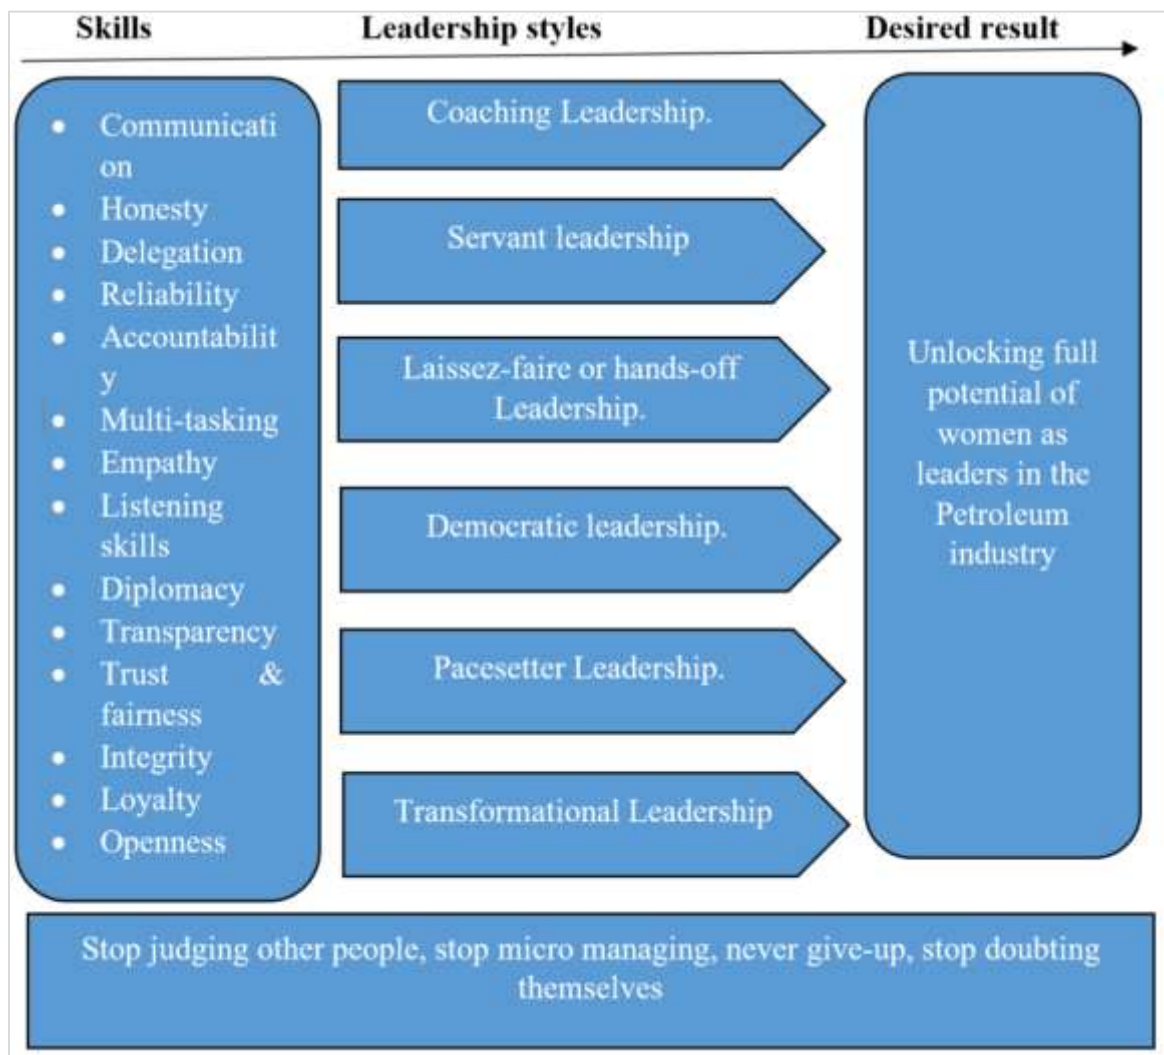 Skills Leadership styles Desired result
Communicati
on
Honesty
Delegation
Reliability
Accountabilit
y
Multi-tasking
Empathy
Listening
skills
Diplomacy
Transparency
Trust &
fairness
Integrity
Loyalty
Openness
Coaching Leadership.
Servant leadership
Laissez-faire or hands-off
Leadership.
Democratic leadership.
Pacesetter Leadership.
Transformational Leadership
Unlocking full
potential of
women as
leaders in the
Petroleum
industry
Stop judging other people, stop micro managing, never give-up, stop doubting
themselves